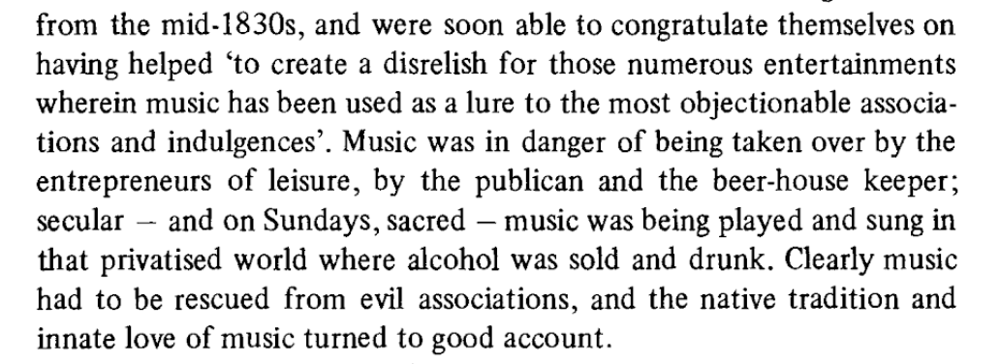 from the mid-1830s, and were soon able to congratulate themselves on
having helped ‘to create a disrelish for those numerous entertainments
wherein music has been used as a lure to the most objectionable associa-
tions and indulgences’. Music was in danger of being taken over by the
entrepreneurs of leisure, by the publican and the beer-house keeper;
secular — and on Sundays, sacred — music was being played and sung in
that privatised world where alcohol was sold and drunk. Clearly music
had to be rescued from evil associations, and the native tradition and
innate love of music turned to good account.